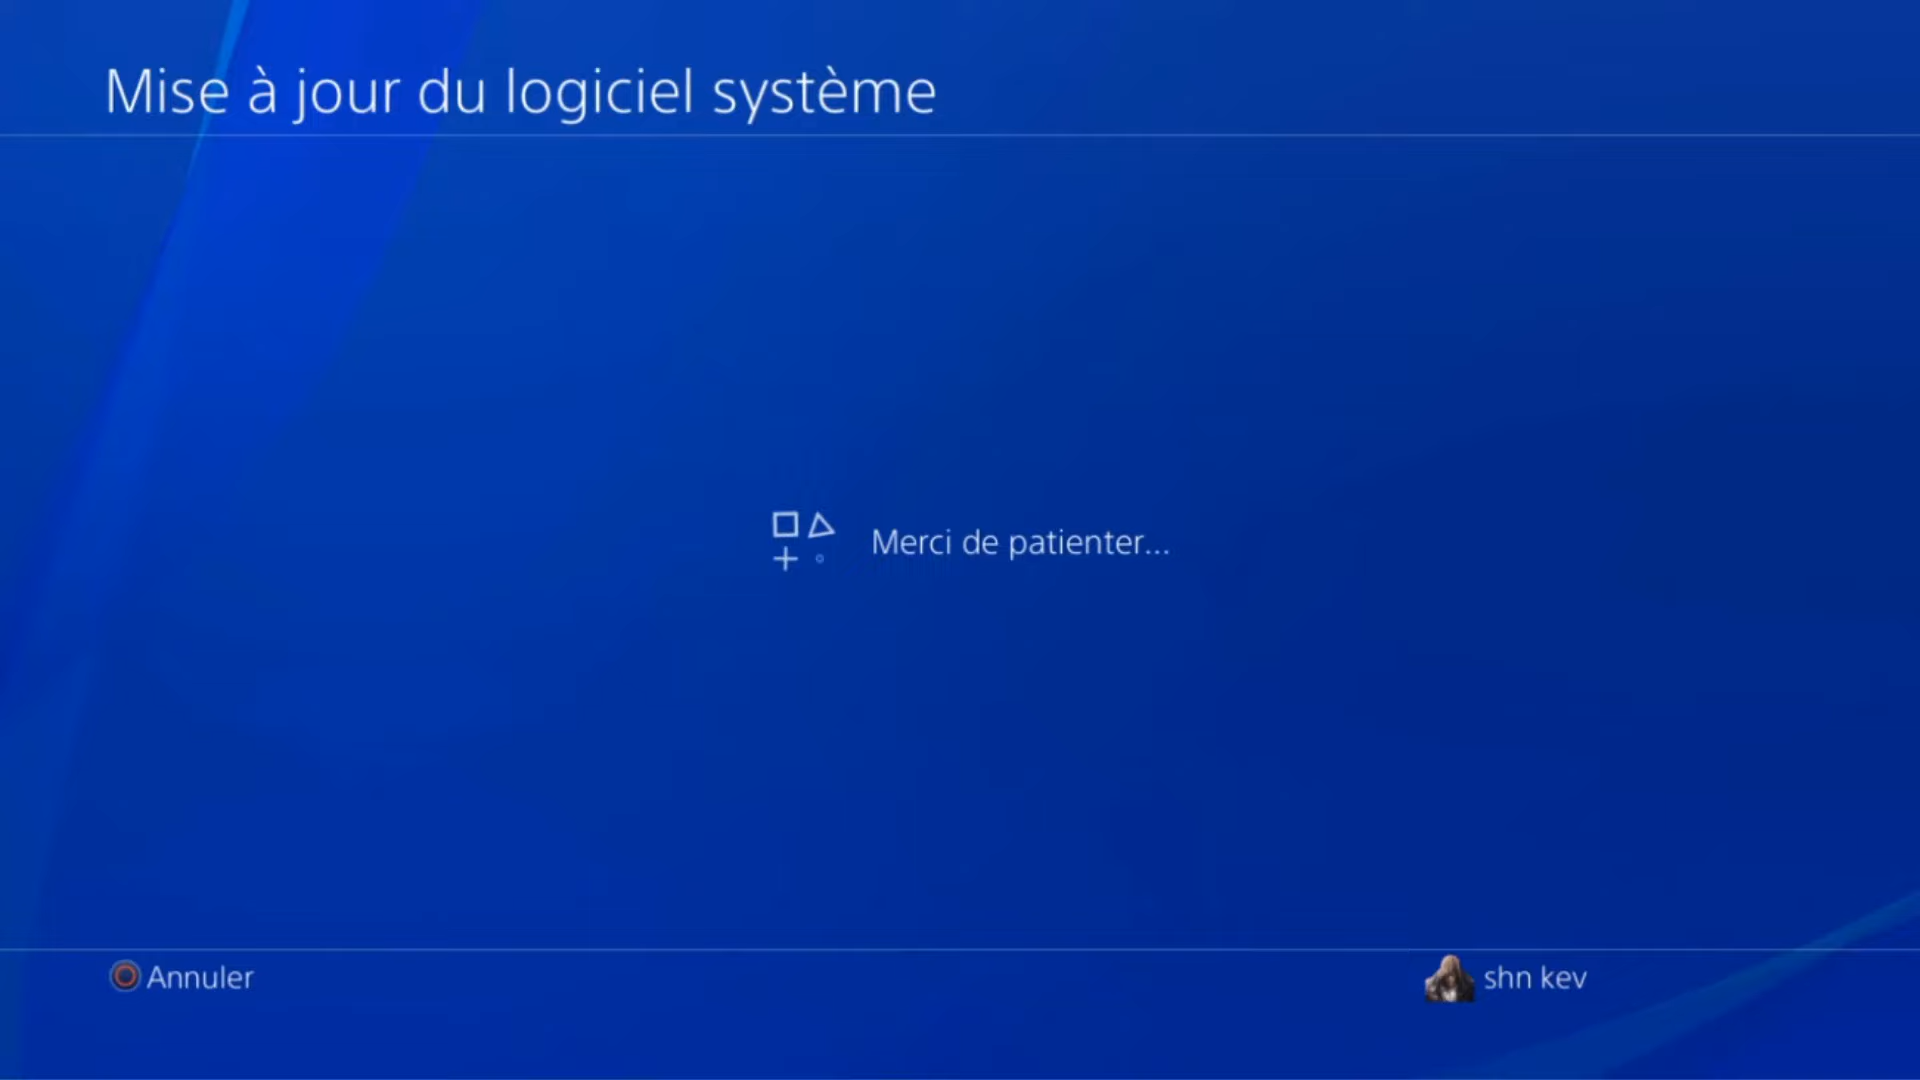 Mise à jour du logiciel système
Merci de patienter...
Annuler
shn kev